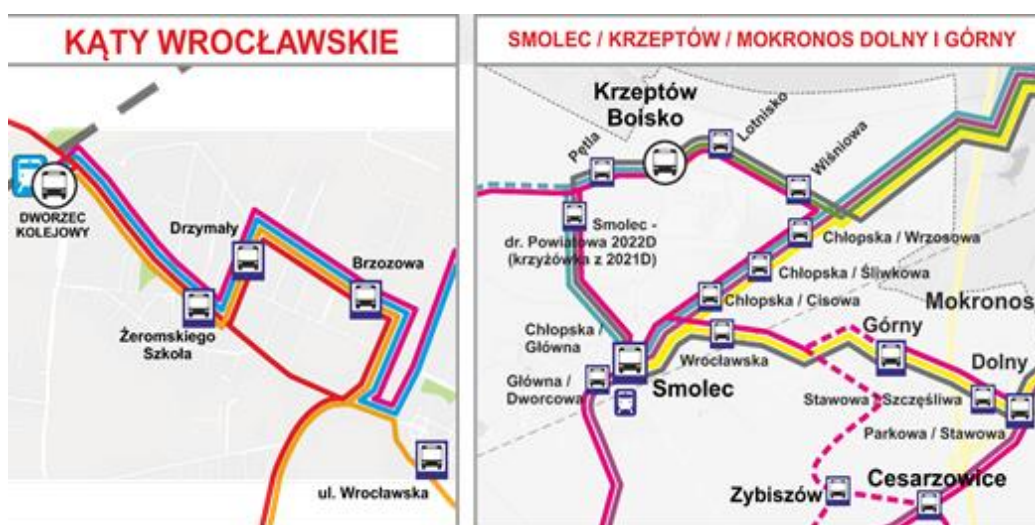 KĄTY WROCŁAWSKIE
DWORZEC
KOLEJOWY
Drzymały
Brzozowa
Żeromskiego
Szkoła
ul. Wrocławska
SMOLEC / KRZEPTÓW / MOKRONOS DOLNY I GÓRNY
Krzeptów
Boisko
Lotnisko
Pętla
Wiśniowa
Smolec -
dr. Powiatowa 2022D
(krzyżówka z 2021D)
Chłopska / Wrzosowa
Chłopska / Śliwkowa
Chłopska / Cisowa
Mokronos
Górny
Dolny
Chłopska /
Główna
Wrocławska
Główna /
Dworcowa
Smolec
Stawowa / Szczęśliwa
Parkowa / Stawowa
Zybiszów
Cesarzowice